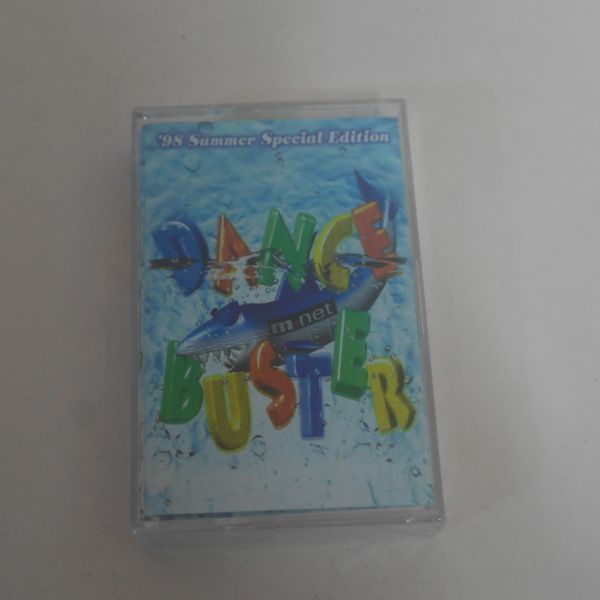 '98 Summer Special Edition
DANCE
m·net
BUSTER